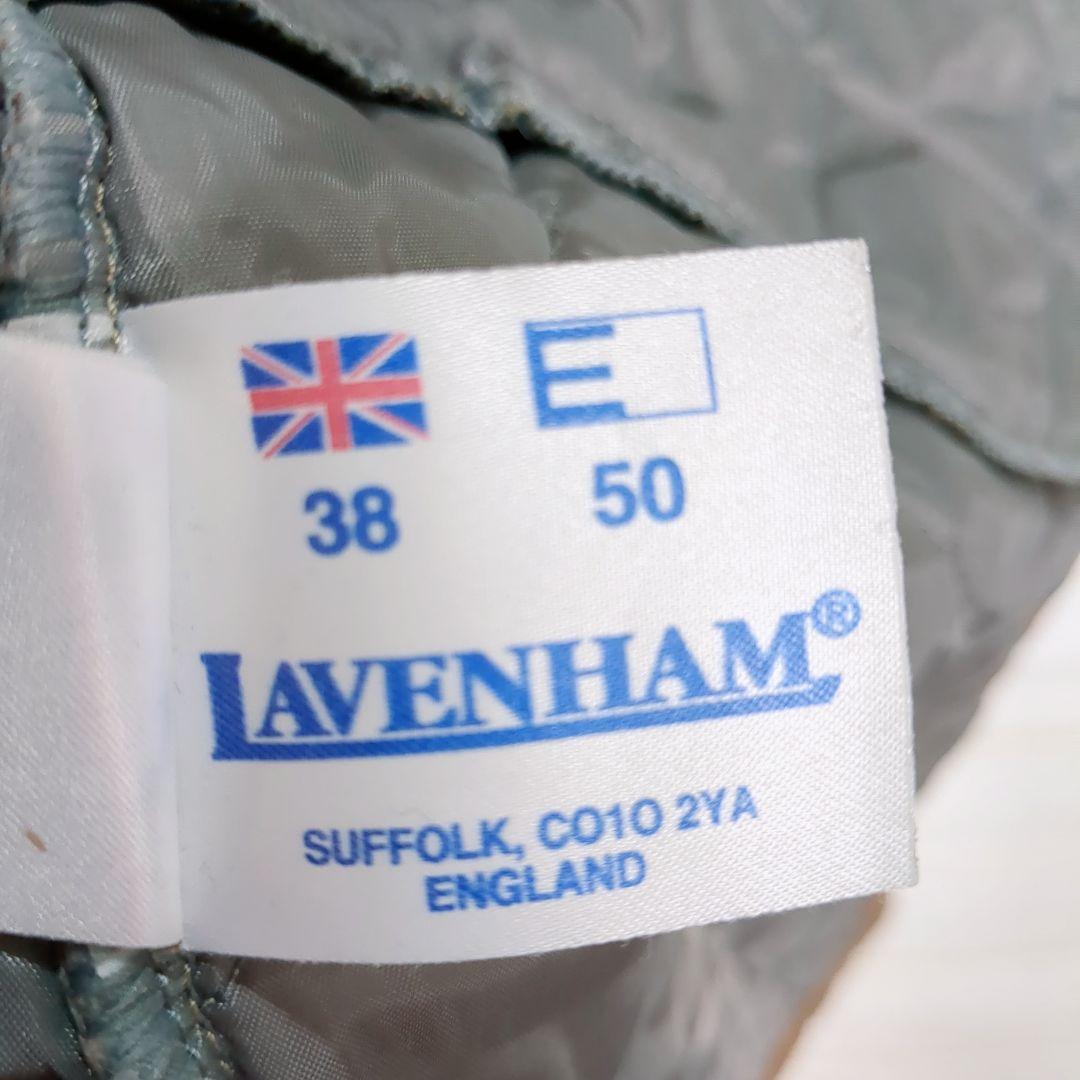 E
38 50
LAVENHAM®
SUFFOLK, CO10 2YA
ENGLAND